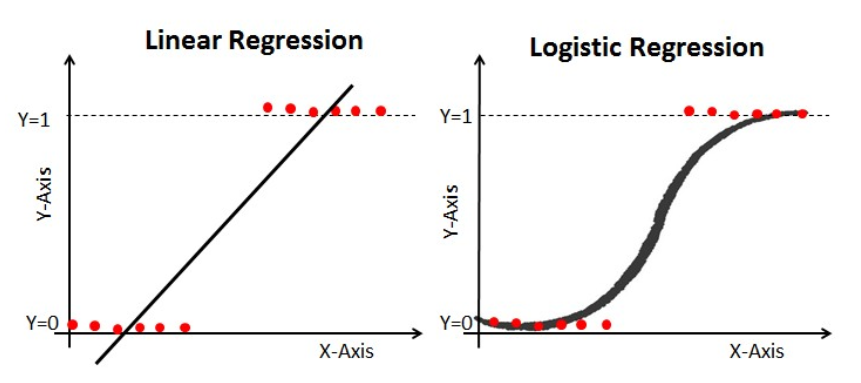 Linear Regression
Y=1
Y-Axis
Y=0
X-Axis
Logistic Regression
Y=1
Y-Axis
Y=0
X-Axis